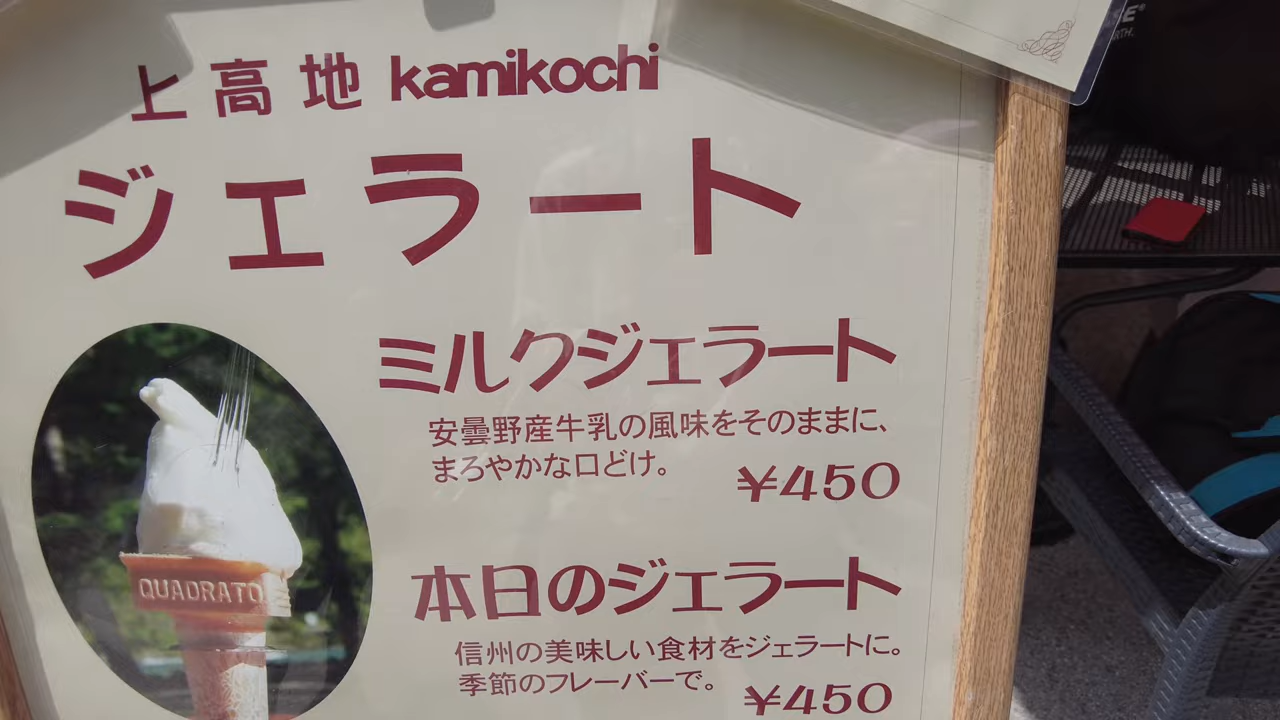 上高地 kamikochi
ジェラート
ミルクジェラート
安曇野産牛乳の風味をそのままに、
まろやかな口どけ。
¥450
QUADRATO
本日のジェラート
信州の美味しい食材をジェラートに。
季節のフレーバーで。
¥450